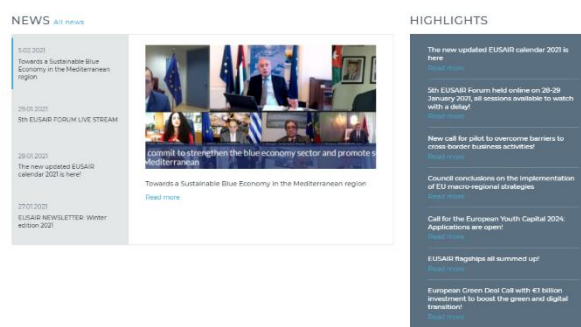 NEWS All news
5.02.2021
Towards a Sustainable Blue
Economy in the Mediterranean
region
29.01.2021
5th EUSAIR FORUM LIVE STREAM
28.01.2021
The new updated EUSAIR
calendar 2021 is here!
27.01.2021
EUSAIR NEWSLETTER: Winter
edition 2021
commit to strengthen the blue economy sector and promote s
Mediterranean
Towards a Sustainable Blue Economy in the Mediterranean region
Read more
HIGHLIGHTS
The new updated EUSAIR calendar 2021 is
here
Read more
5th EUSAIR Forum held online on 28-29
January 2021, all sessions available to watch
with a delay!
Read more
New call for pilot to overcome barriers to
cross-border business activities!
Read more
Council conclusions on the implementation
of EU macro-regional strategies
Read more
Call for the European Youth Capital 2024:
Applications are open!
Read more
EUSAIR flagships all summed up!
Read more
European Green Deal Call with €1 billion
investment to boost the green and digital
transition!
Read more